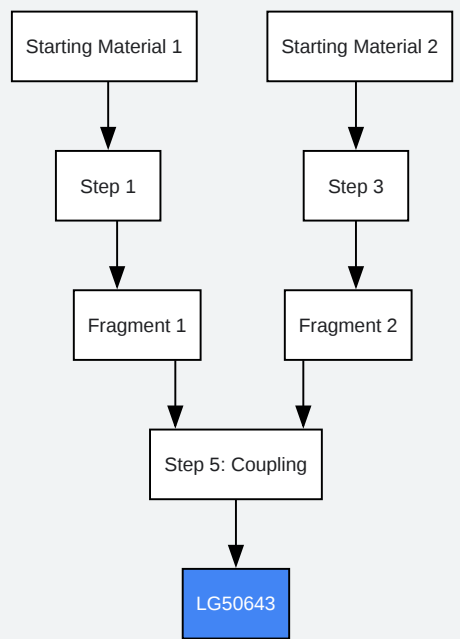 Starting Material 1
Starting Material 2
Step 1
Step 3
Fragment 1
Fragment 2
Step 5: Coupling
LG50643